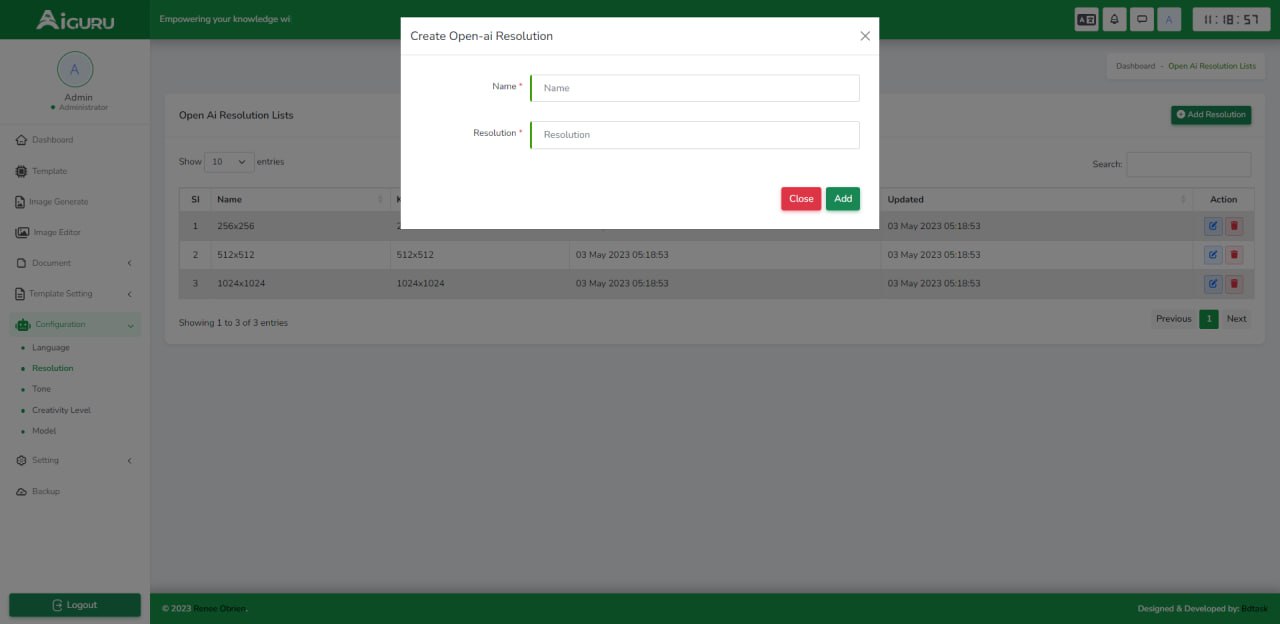 AIGURU
Empowering your knowledge wi
A
11:18:57
Create Open-ai Resolution
Name *
Name
Resolution *
Resolution
Close
Add
A
Admin
Administrator
Dashboard
Template
Image Generate
Image Editor
Document
Template Setting
Configuration
Language
Resolution
Tone
Creativity Level
Model
Setting
Backup
Logout
Dashboard - Open Ai Resolution Lists
Open Ai Resolution Lists
Add Resolution
Show 10 entries
Search:
Sl Name Updated Action
1 256x256 2 03 May 2023 05:18:53
2 512x512 512x512 03 May 2023 05:18:53 03 May 2023 05:18:53
3 1024x1024 1024x1024 03 May 2023 05:18:53 03 May 2023 05:18:53
Showing 1 to 3 of 3 entries
Previous 1 Next
© 2023 Renee Obrien.
Designed & Developed by: Bdtask